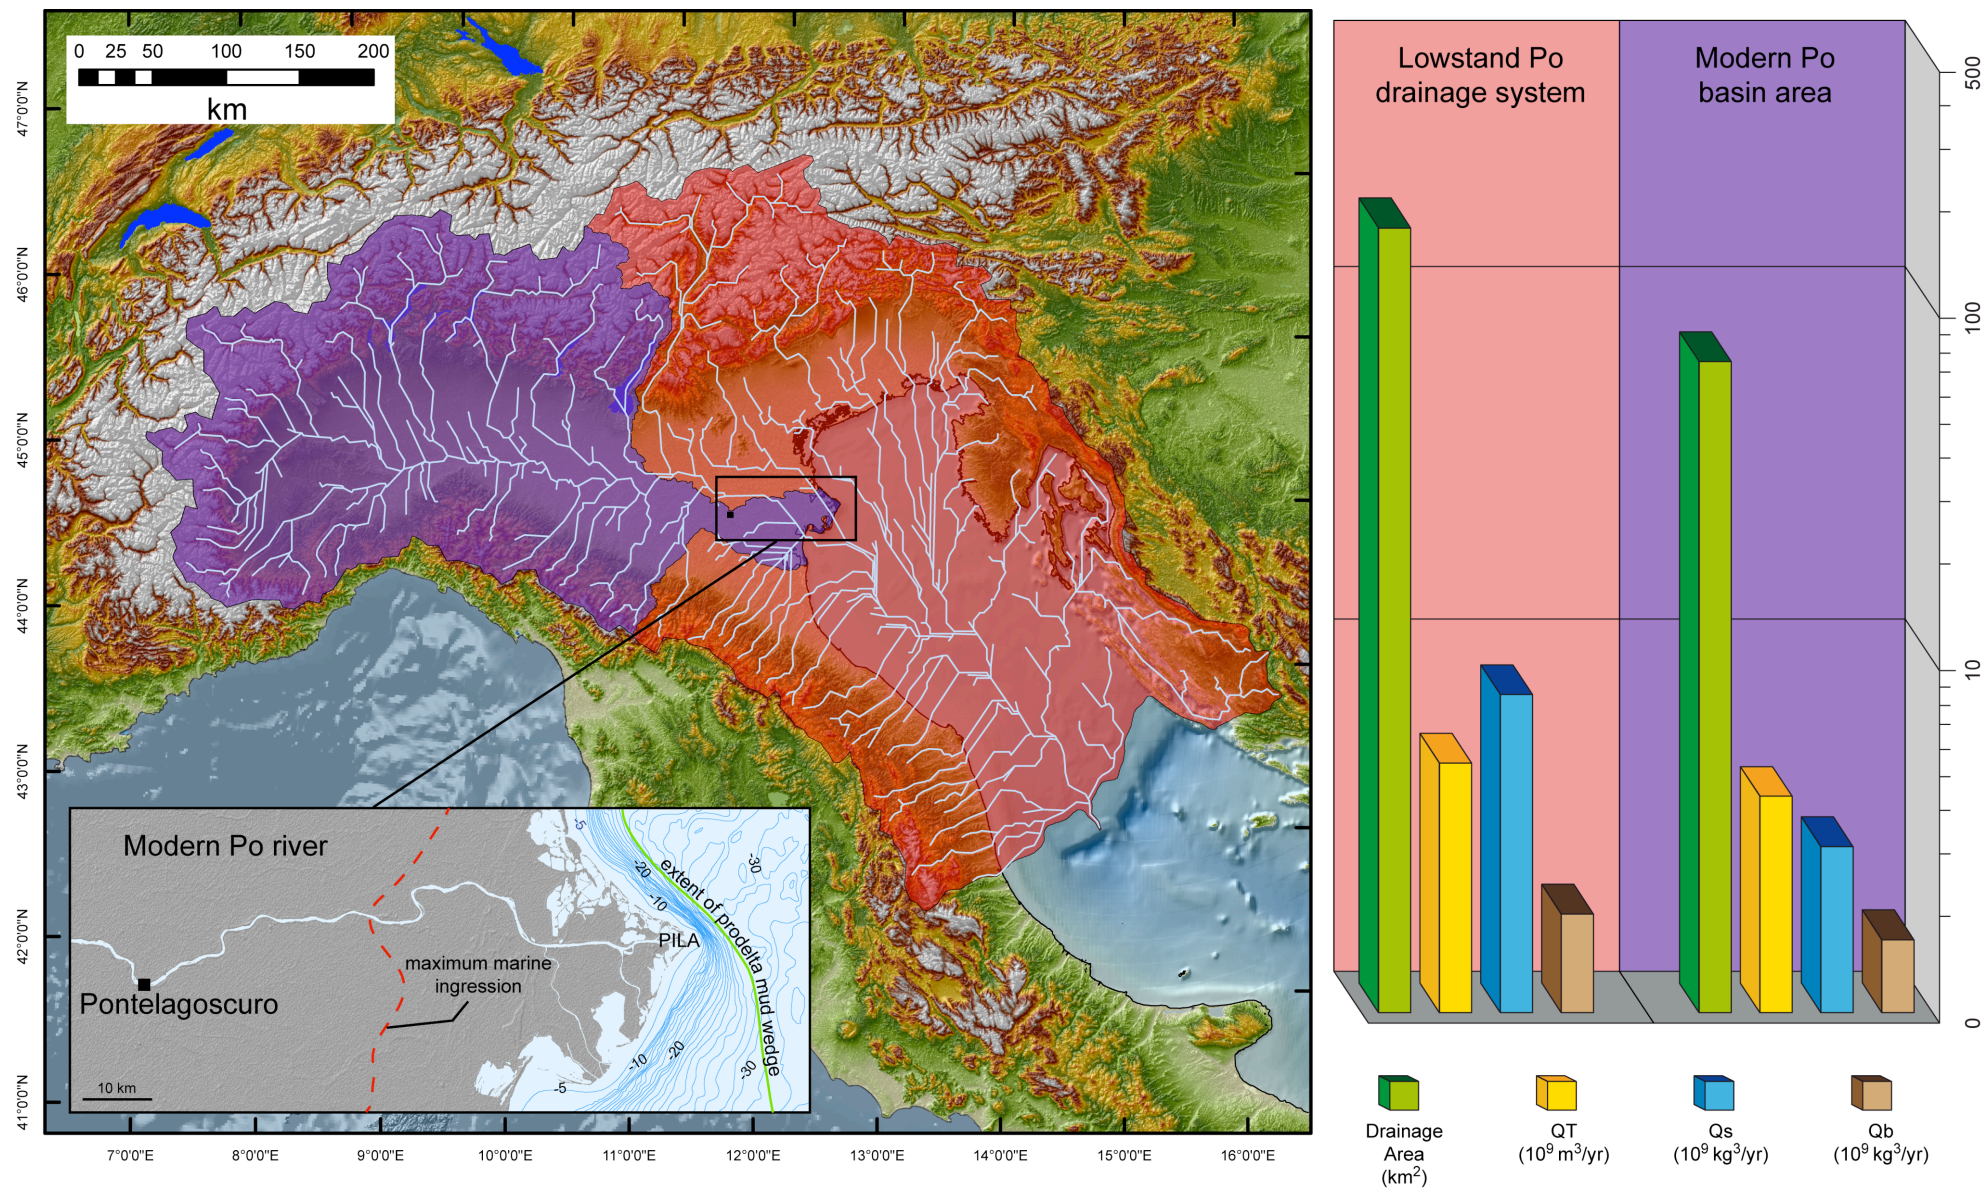 0 25 50 100 150 200
km
47°0'0"N
46°0'0"N
45°0'0"N
44°0'0"N
43°0'0"N
42°0'0"N
41°0'0"N
7°0'0"E 8°0'0"E 9°0'0"E 10°0'0"E 11°0'0"E 12°0'0"E 13°0'0"E 14°0'0"E 15°0'0"E 16°0'0"E
Modern Po river
Pontelagoscuro
maximum marine
ingression
PILA
extent of prodelta mud wedge
-5
-20
-10
-30
-5
-10
-20
-30
10 km
Lowstand Po
drainage system
Modern Po
basin area
500
100
10
0
Drainage
Area
(km²)
QT
(10⁹ m³/yr)
Qs
(10⁹ kg³/yr)
Qb
(10⁹ kg³/yr)